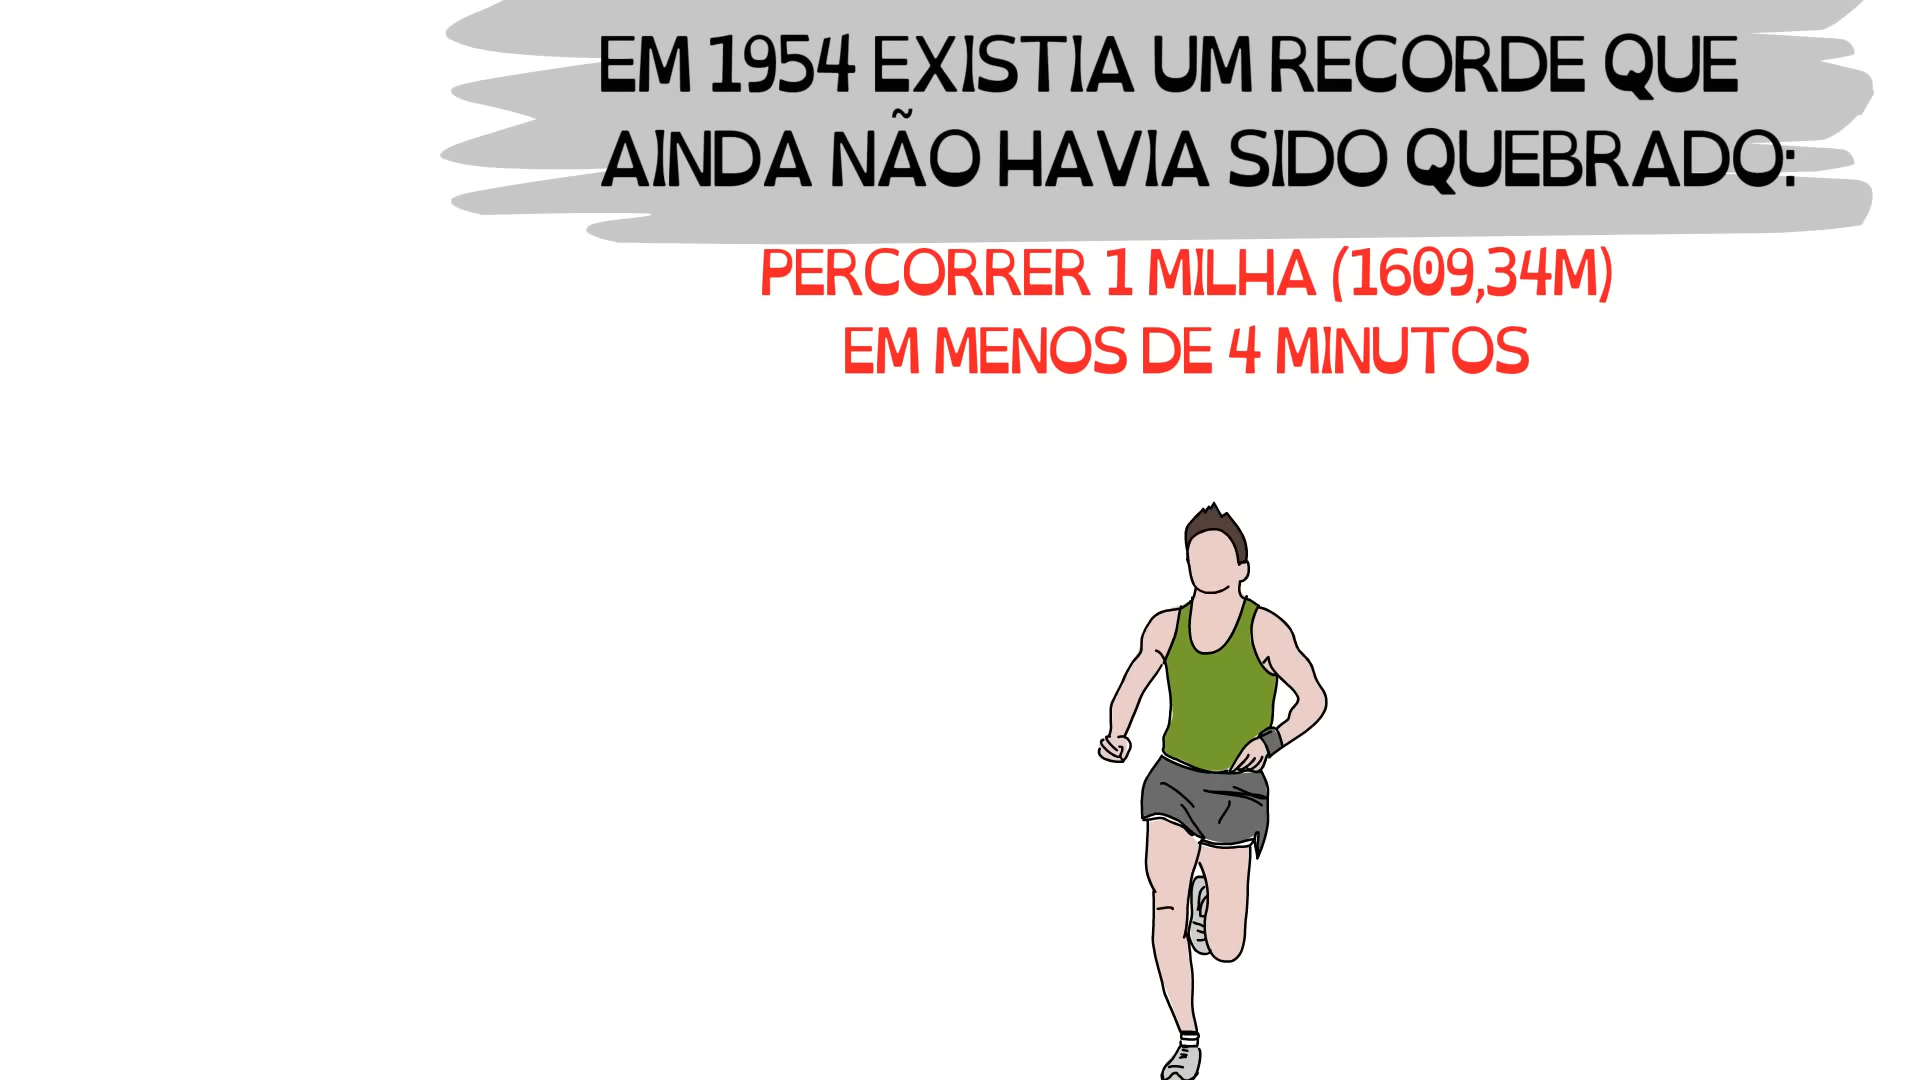 EM 1954 EXISTIA UM RECORDE QUE
AINDA NÃO HAVIA SIDO QUEBRADO:
PERCORRER 1 MILHA (1609,34M)
EM MENOS DE 4 MINUTOS